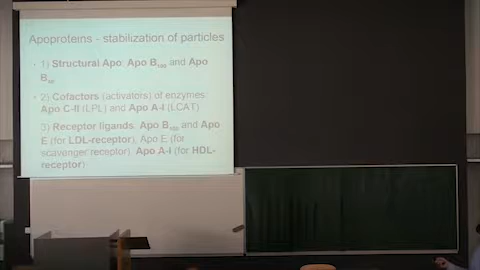 Apoproteins - stabilization of particles
1) Structural Apo: Apo B100 and Apo
B48
2) Cofactors (activators) of enzymes:
Apo C-II (LPL) and Apo A-I (LCAT)
3) Receptor ligands: Apo B100 and Apo
E (for LDL-receptor), Apo E (for
scavenger receptor), Apo A-I (for HDL-
receptor)